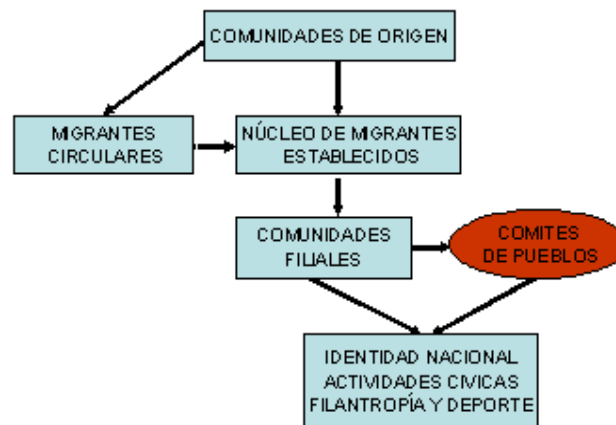 COMUNIDADES DE ORIGEN
MIGRANTES
CIRCULARES
NÚCLEO DE MIGRANTES
ESTABLECIDOS
COMUNIDADES
FILIALES
COMITES
DE PUEBLOS
IDENTIDAD NACIONAL
ACTIVIDADES CIVICAS
FILANTROPÍA Y DEPORTE